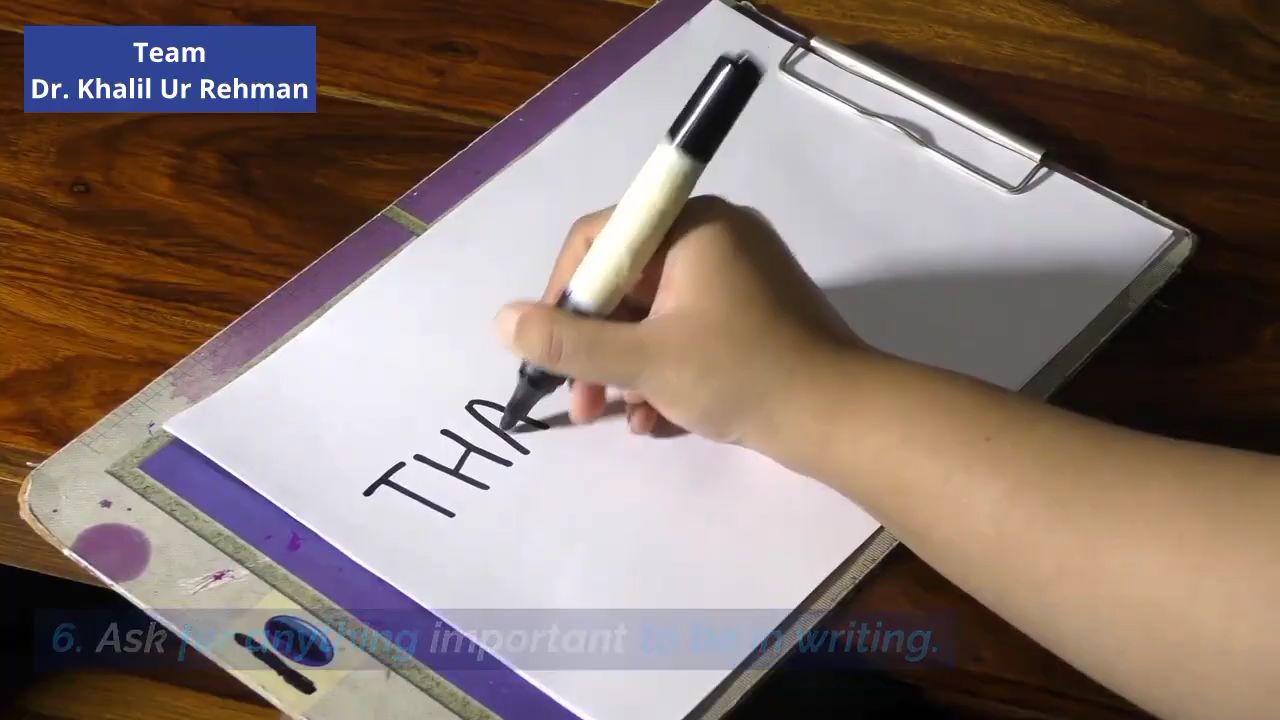 Team
Dr. Khalil Ur Rehman
THA
6. Ask for anything important to be in writing.